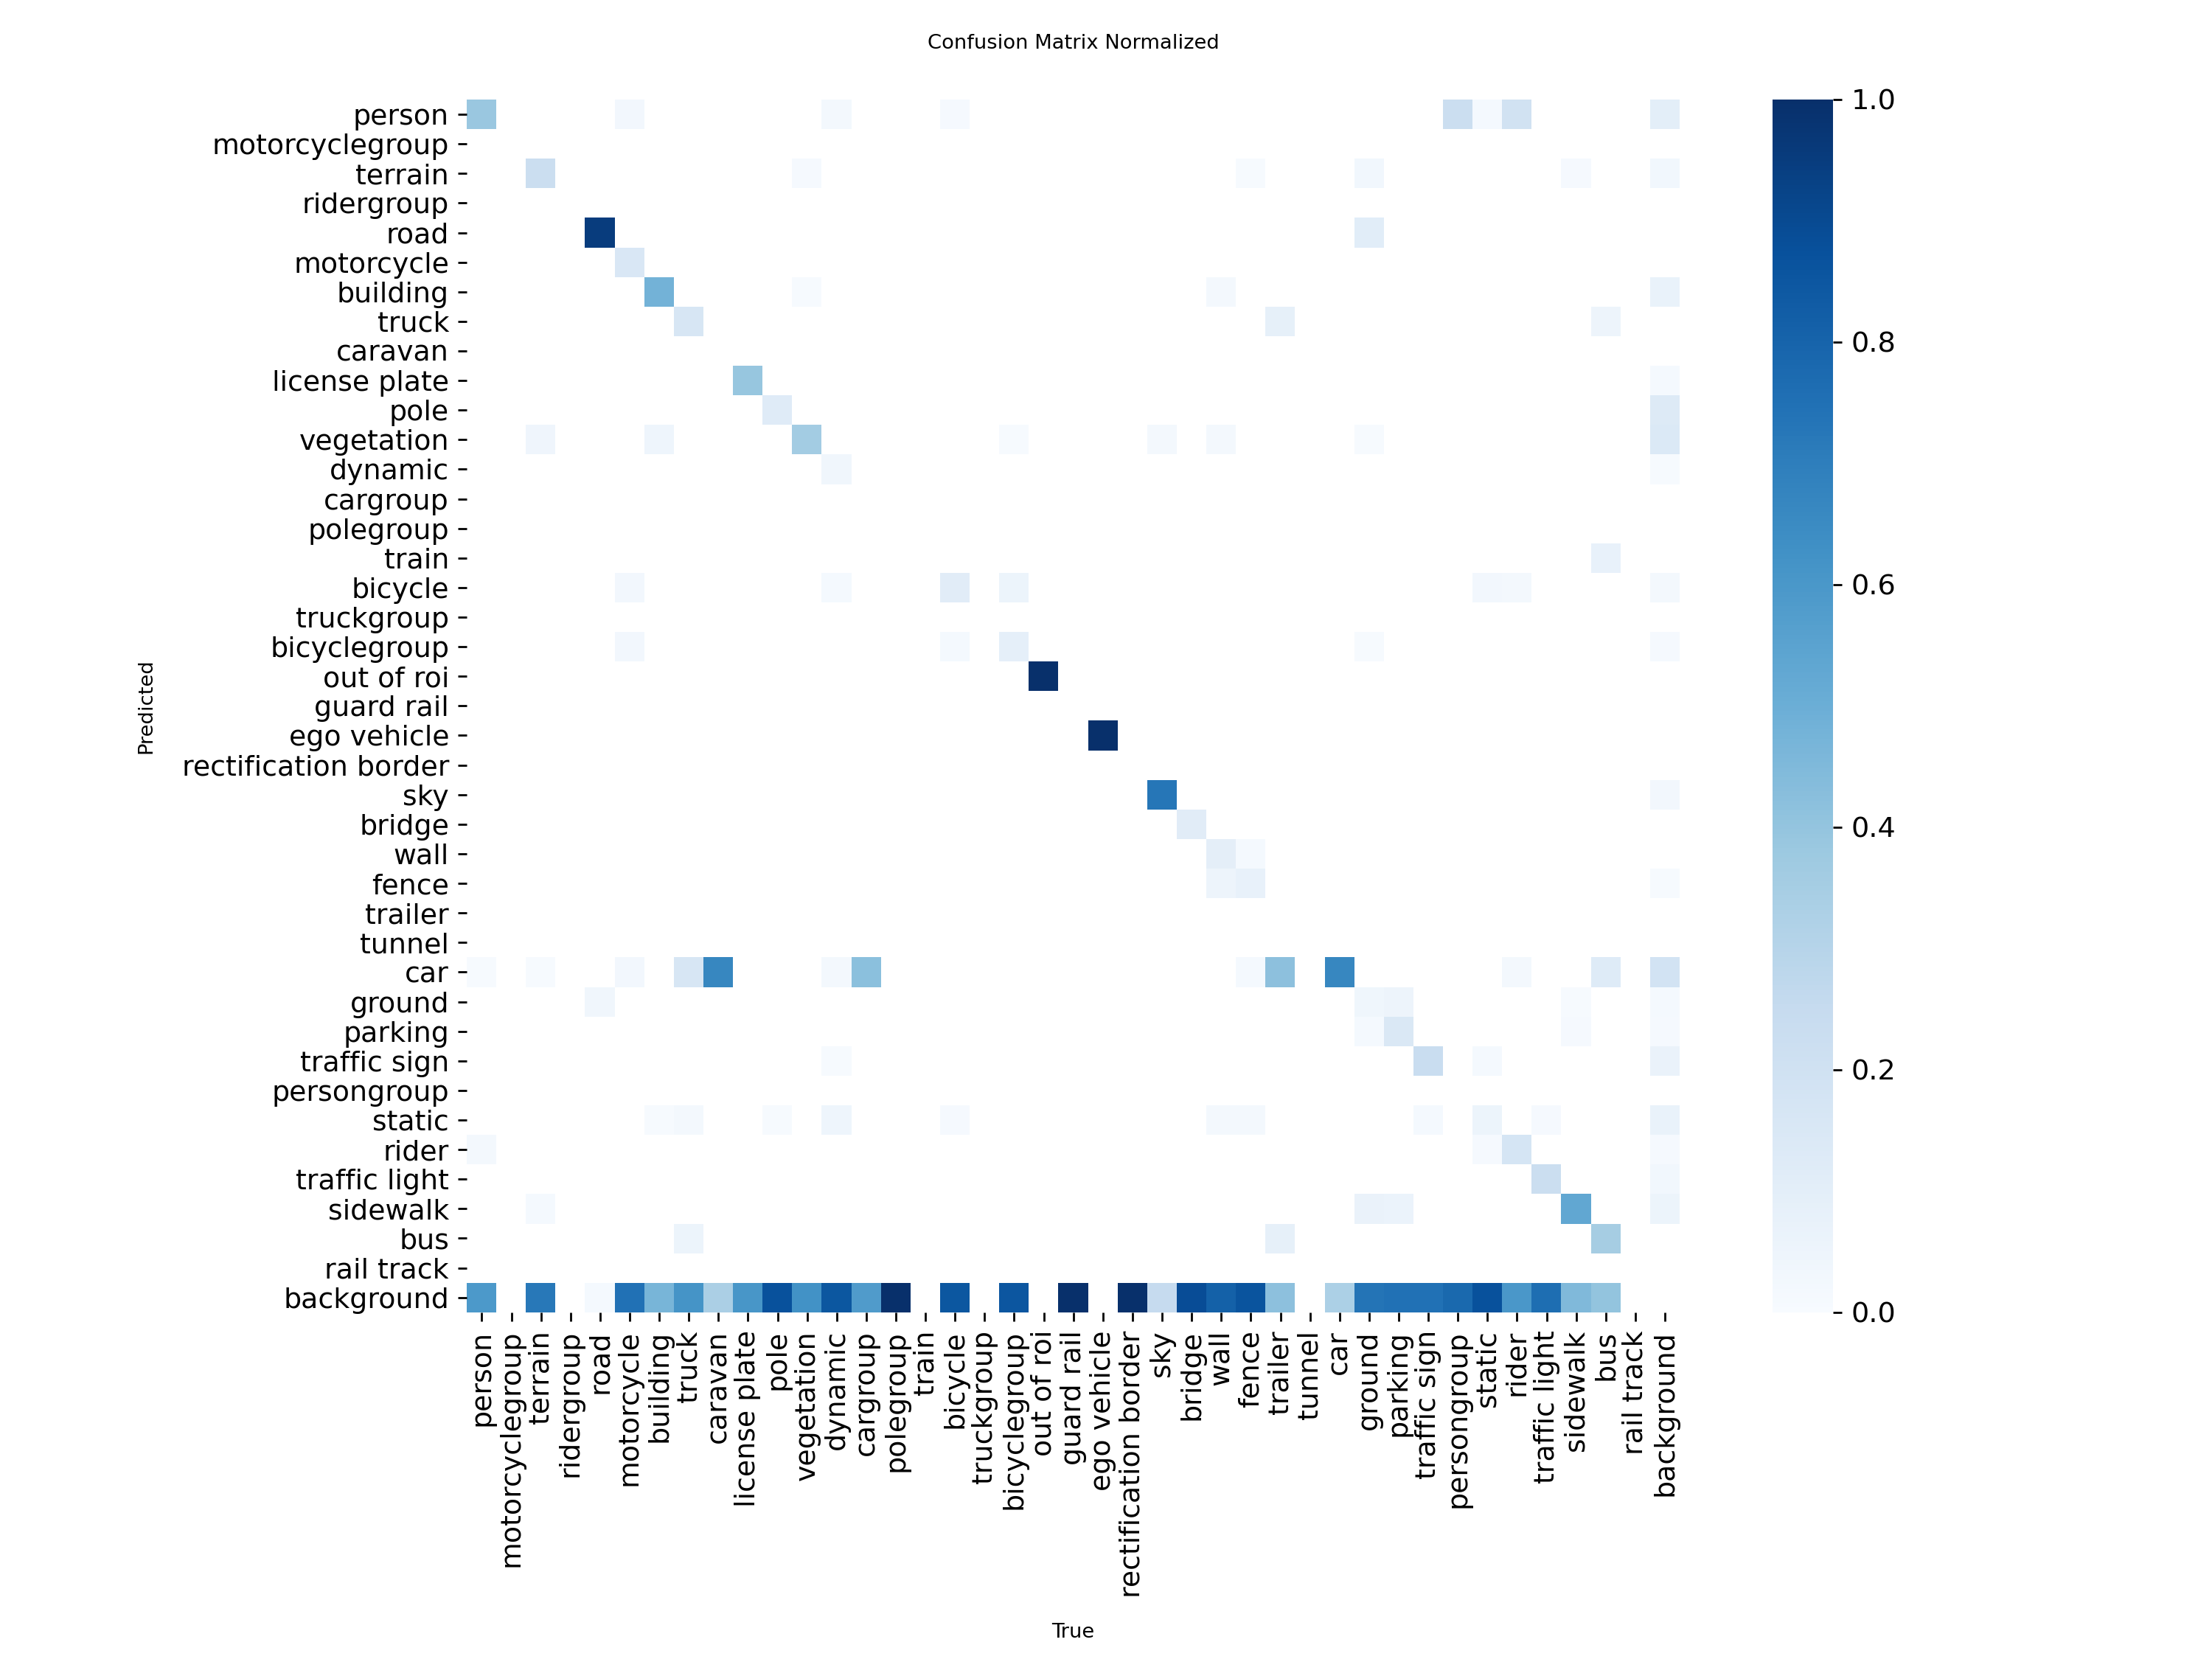 Confusion Matrix Normalized
person
motorcyclegroup
terrain
ridergroup
road
motorcycle
building
truck
caravan
license plate
pole
vegetation
dynamic
cargroup
polegroup
train
bicycle
truckgroup
bicyclegroup
out of roi
guard rail
ego vehicle
rectification border
sky
bridge
wall
fence
trailer
tunnel
car
ground
parking
traffic sign
persongroup
static
rider
traffic light
sidewalk
bus
rail track
background
Predicted
person
motorcyclegroup
terrain
ridergroup
road
motorcycle
building
truck
caravan
license plate
pole
vegetation
dynamic
cargroup
polegroup
train
bicycle
truckgroup
bicyclegroup
out of roi
guard rail
ego vehicle
rectification border
sky
bridge
wall
fence
trailer
tunnel
car
ground
parking
traffic sign
persongroup
static
rider
traffic light
sidewalk
bus
rail track
background
True
1.0
0.8
0.6
0.4
0.2
0.0